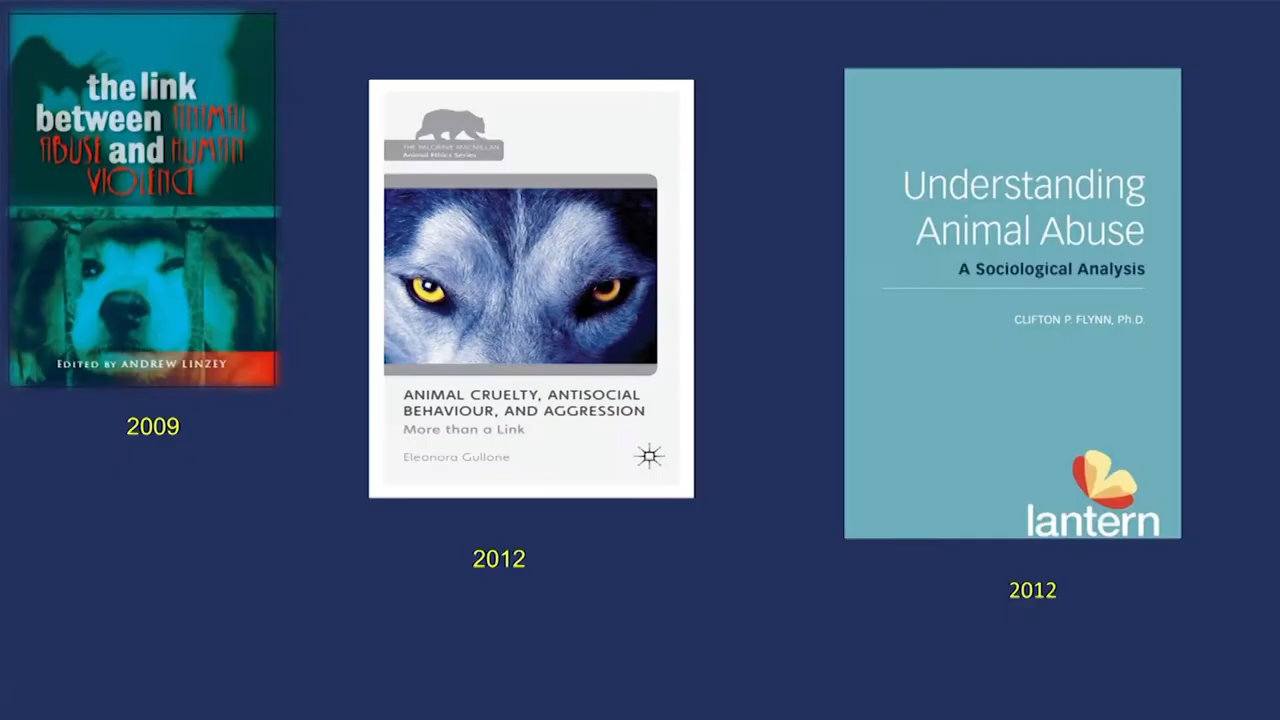 the link
between ANIMAL
ABUSE and HUMAN
VIOLENCE
EDITED BY ANDREW LINZEY
2009
THE PALGRAVE MACMILLAN
Animal Ethics Series
ANIMAL CRUELTY, ANTISOCIAL
BEHAVIOUR, AND AGGRESSION
More than a Link
Eleonora Gullone
2012
Understanding
Animal Abuse
A Sociological Analysis
CLIFTON P. FLYNN, Ph.D.
lantern
2012